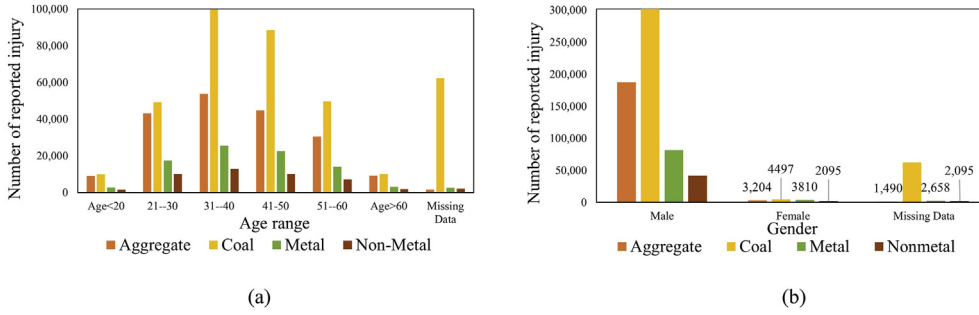 (a)
Number of reported injury
100,000
80,000
60,000
40,000
20,000
0
Age<20 21--30 31--40 41-50 51--60 Age>60 Missing
Data
Age range
Aggregate Coal Metal Non-Metal
(b)
Number of reported injury
300,000
250,000
200,000
150,000
100,000
50,000
0
4497 2095 2,095
3,204 3810 1,490 2,658
Male Female Missing Data
Gender
Aggregate Coal Metal Nonmetal
(a) (b)